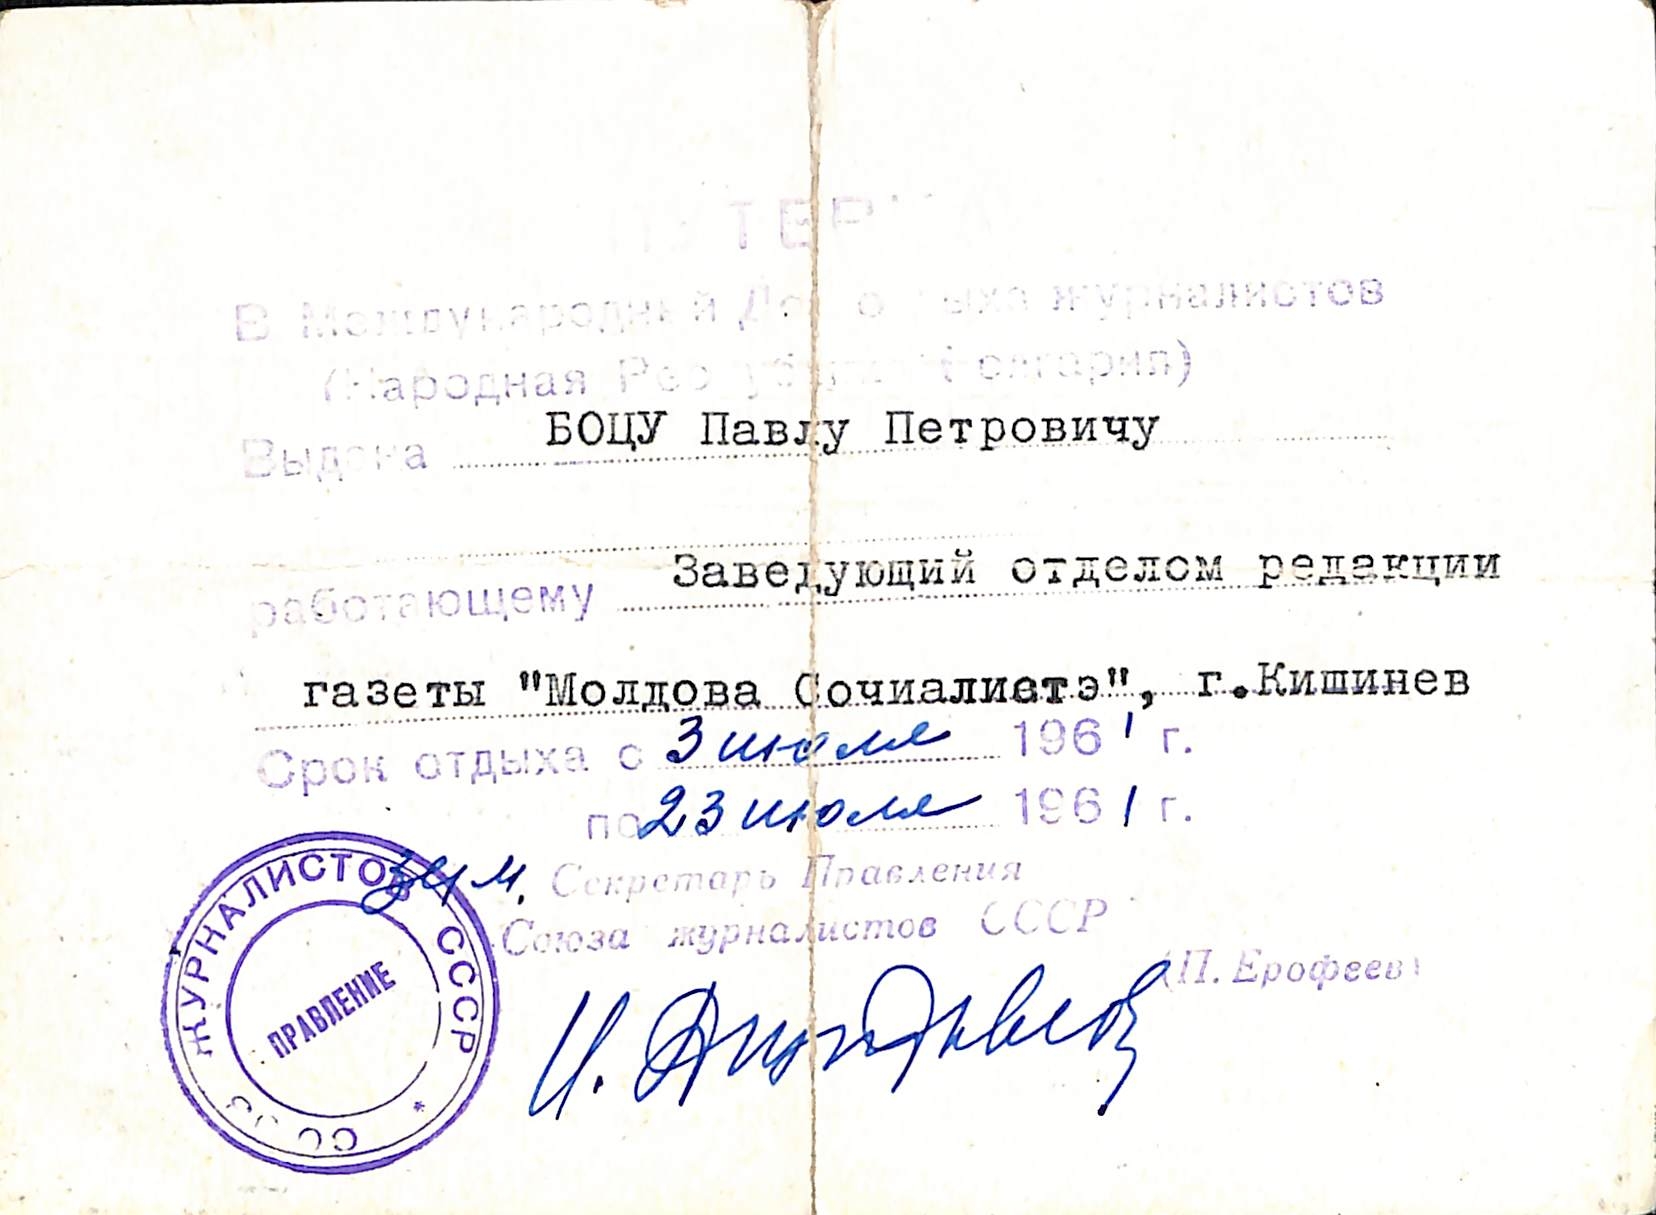 ПУТЕВКА
В Международный Дом отдыха журналистов
(Народная Республика Болгария)
Выдана БОЦУ Павлу Петровичу
работающему Заведующий отделом редакции
газеты "Молдова Сочиалистэ", г.Кишинев
Срок отдыха с 3 июля 1961 г.
по 23 июля 1961 г.
Секретарь Правления
Союза журналистов СССР
(П. Ерофеев)
СОЮЗ ЖУРНАЛИСТОВ СССР *
ПРАВЛЕНИЕ